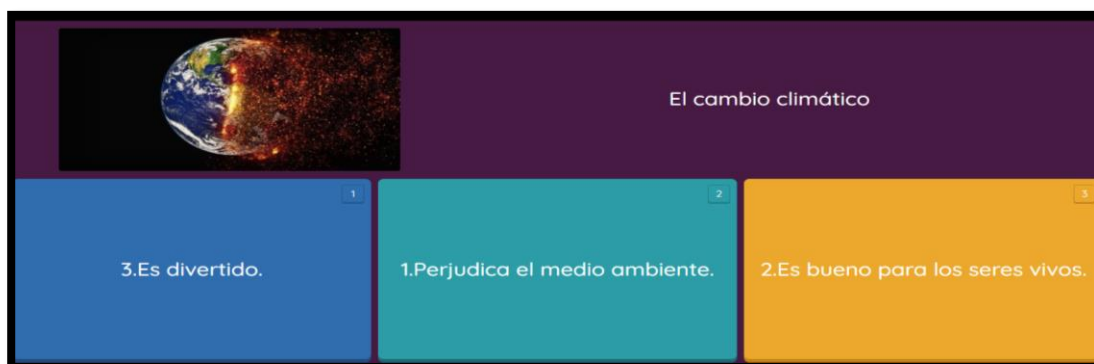 El cambio climático
1
3.Es divertido.
2
1.Perjudica el medio ambiente.
3
2.Es bueno para los seres vivos.